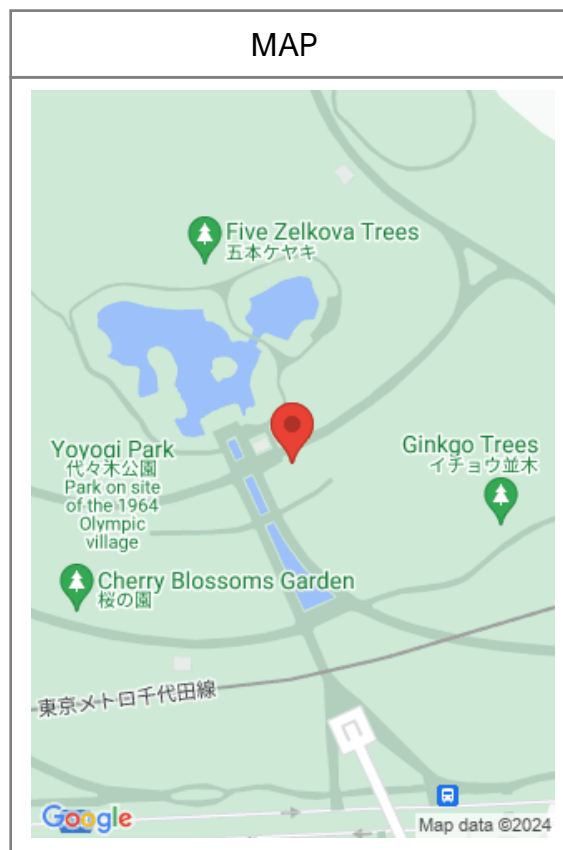 MAP
Five Zelkova Trees
五本ケヤキ
Yoyogi Park
代々木公園
Park on site
of the 1964
Olympic
village
Ginkgo Trees
イチョウ並木
Cherry Blossoms Garden
桜の園
東京メトロ千代田線
Google
Map data ©2024